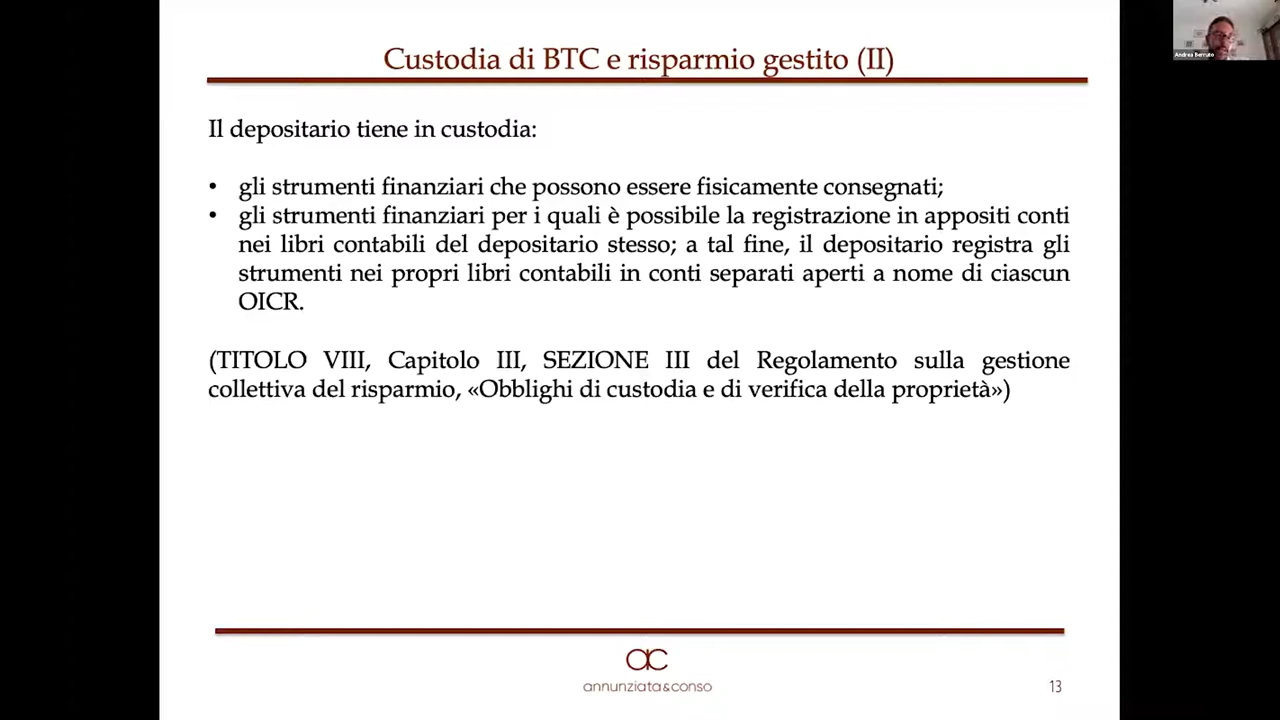 Custodia di BTC e risparmio gestito (II)
Andrea Berruto
Il depositario tiene in custodia:
• gli strumenti finanziari che possono essere fisicamente consegnati;
• gli strumenti finanziari per i quali è possibile la registrazione in appositi conti
nei libri contabili del depositario stesso; a tal fine, il depositario registra gli
strumenti nei propri libri contabili in conti separati aperti a nome di ciascun
OICR.
(TITOLO VIII, Capitolo III, SEZIONE III del Regolamento sulla gestione
collettiva del risparmio, «Obblighi di custodia e di verifica della proprietà»)
ac
annunziata&conso
13